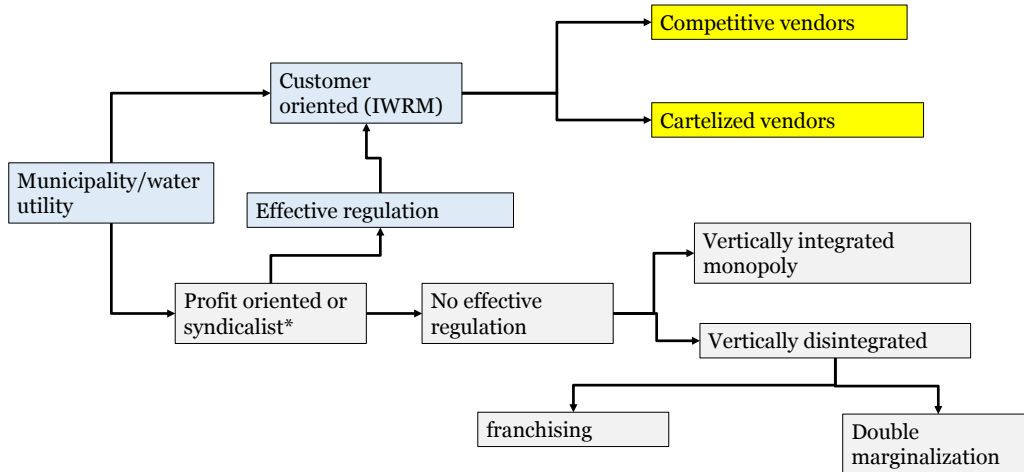 Competitive vendors
Customer
oriented (IWRM)
Cartelized vendors
Municipality/water
utility
Effective regulation
Vertically integrated
monopoly
Profit oriented or
syndicalist*
No effective
regulation
Vertically disintegrated
franchising
Double
marginalization